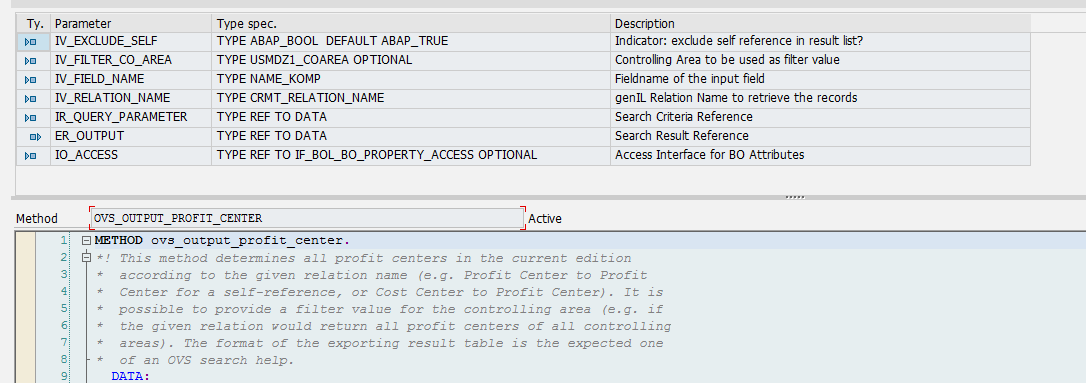 Ty. Parameter Type spec. Description
IV_EXCLUDE_SELF TYPE ABAP_BOOL DEFAULT ABAP_TRUE Indicator: exclude self reference in result list?
IV_FILTER_CO_AREA TYPE USMDZ1_COAREA OPTIONAL Controlling Area to be used as filter value
IV_FIELD_NAME TYPE NAME_KOMP Fieldname of the input field
IV_RELATION_NAME TYPE CRMT_RELATION_NAME genIL Relation Name to retrieve the records
IR_QUERY_PARAMETER TYPE REF TO DATA Search Criteria Reference
ER_OUTPUT TYPE REF TO DATA Search Result Reference
IO_ACCESS TYPE REF TO IF_BOL_BO_PROPERTY_ACCESS OPTIONAL Access Interface for BO Attributes
Method OVS_OUTPUT_PROFIT_CENTER Active
1 METHOD ovs_output_profit_center.
2 *! This method determines all profit centers in the current edition
3 * according to the given relation name (e.g. Profit Center to Profit
4 * Center for a self-reference, or Cost Center to Profit Center). It is
5 * possible to provide a filter value for the controlling area (e.g. if
6 * the given relation would return all profit centers of all controlling
7 * areas). The format of the exporting result table is the expected one
8 * of an OVS search help.
9 DATA: